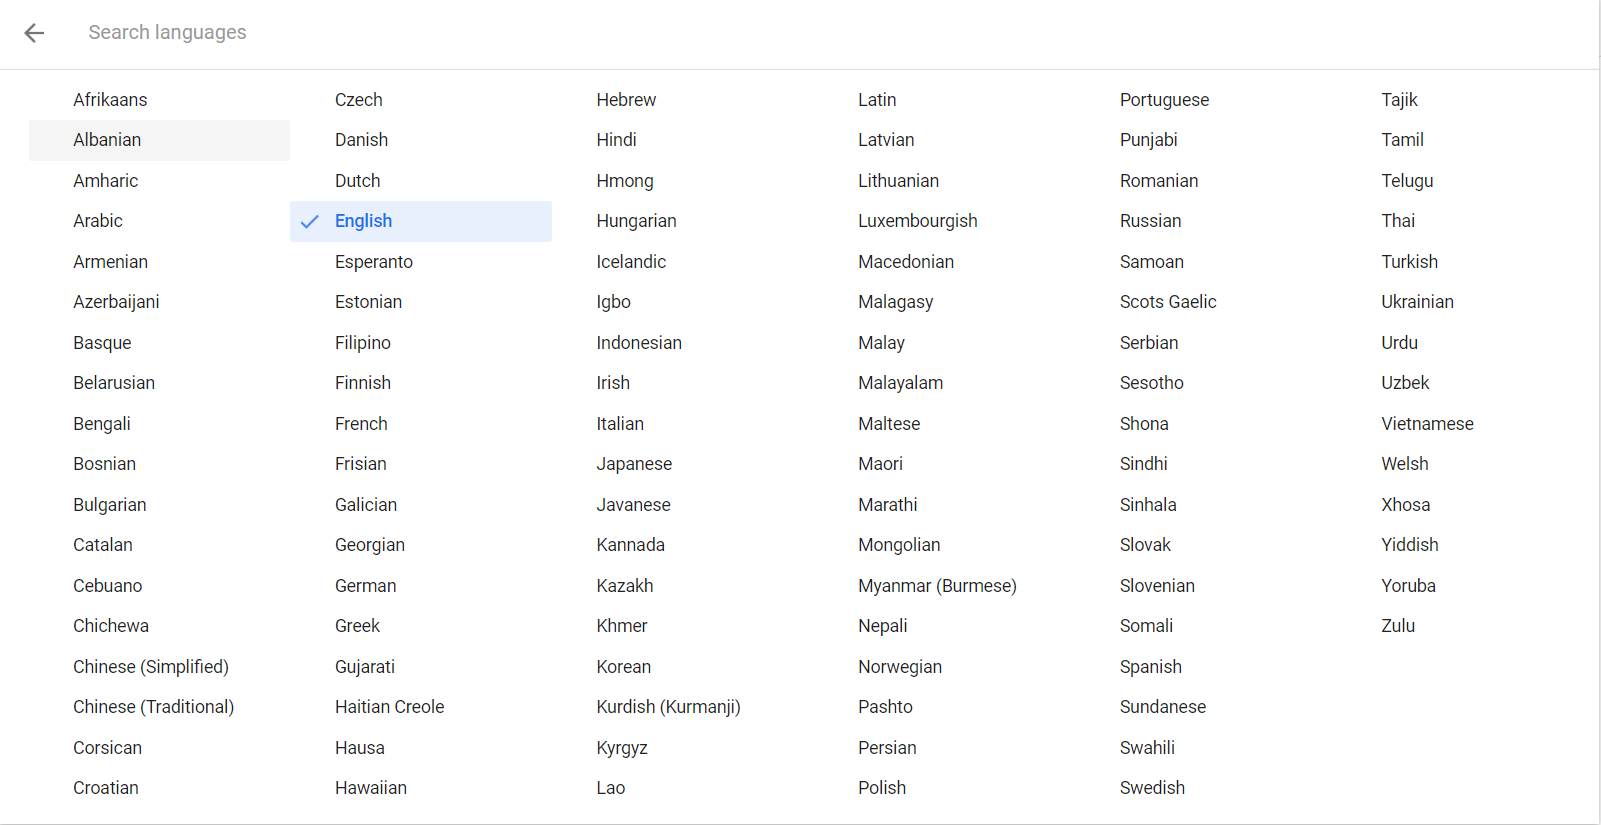 Search languages
Afrikaans
Albanian
Amharic
Arabic
Armenian
Azerbaijani
Basque
Belarusian
Bengali
Bosnian
Bulgarian
Catalan
Cebuano
Chichewa
Chinese (Simplified)
Chinese (Traditional)
Corsican
Croatian
Czech
Danish
Dutch
English
Esperanto
Estonian
Filipino
Finnish
French
Frisian
Galician
Georgian
German
Greek
Gujarati
Haitian Creole
Hausa
Hawaiian
Hebrew
Hindi
Hmong
Hungarian
Icelandic
Igbo
Indonesian
Irish
Italian
Japanese
Javanese
Kannada
Kazakh
Khmer
Korean
Kurdish (Kurmanji)
Kyrgyz
Lao
Latin
Latvian
Lithuanian
Luxembourgish
Macedonian
Malagasy
Malay
Malayalam
Maltese
Maori
Marathi
Mongolian
Myanmar (Burmese)
Nepali
Norwegian
Pashto
Persian
Polish
Portuguese
Punjabi
Romanian
Russian
Samoan
Scots Gaelic
Serbian
Sesotho
Shona
Sindhi
Sinhala
Slovak
Slovenian
Somali
Spanish
Sundanese
Swahili
Swedish
Tajik
Tamil
Telugu
Thai
Turkish
Ukrainian
Urdu
Uzbek
Vietnamese
Welsh
Xhosa
Yiddish
Yoruba
Zulu